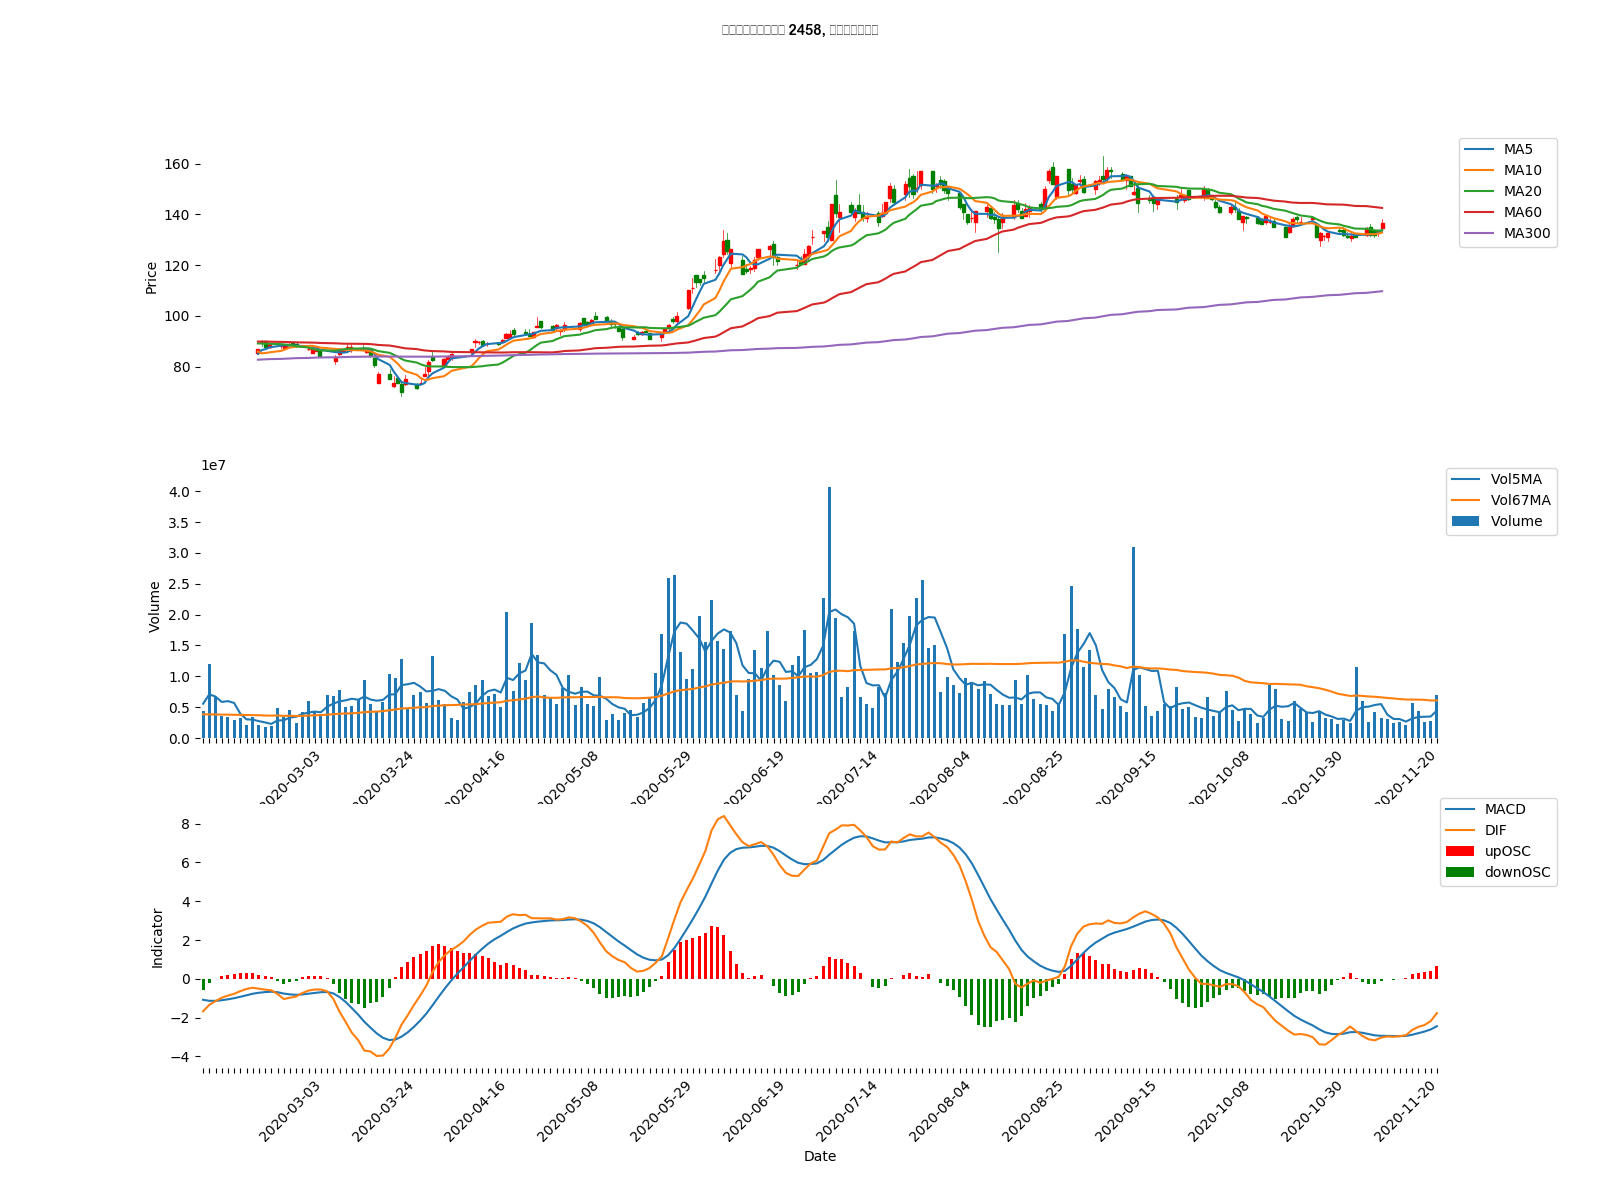 2458,
MA5
MA10
MA20
MA60
MA300
160
140
120
100
80
Price
1e7
Vol5MA
Vol67MA
Volume
4.0
3.5
3.0
2.5
2.0
1.5
1.0
0.5
0.0
Volume
2020-03-03 2020-03-24 2020-04-16 2020-05-08 2020-05-29 2020-06-19 2020-07-14 2020-08-04 2020-08-25 2020-09-15 2020-10-08 2020-10-30 2020-11-20
MACD
DIF
upOSC
downOSC
8
6
4
2
0
−2
−4
Indicator
2020-03-03 2020-03-24 2020-04-16 2020-05-08 2020-05-29 2020-06-19 2020-07-14 2020-08-04 2020-08-25 2020-09-15 2020-10-08 2020-10-30 2020-11-20
Date